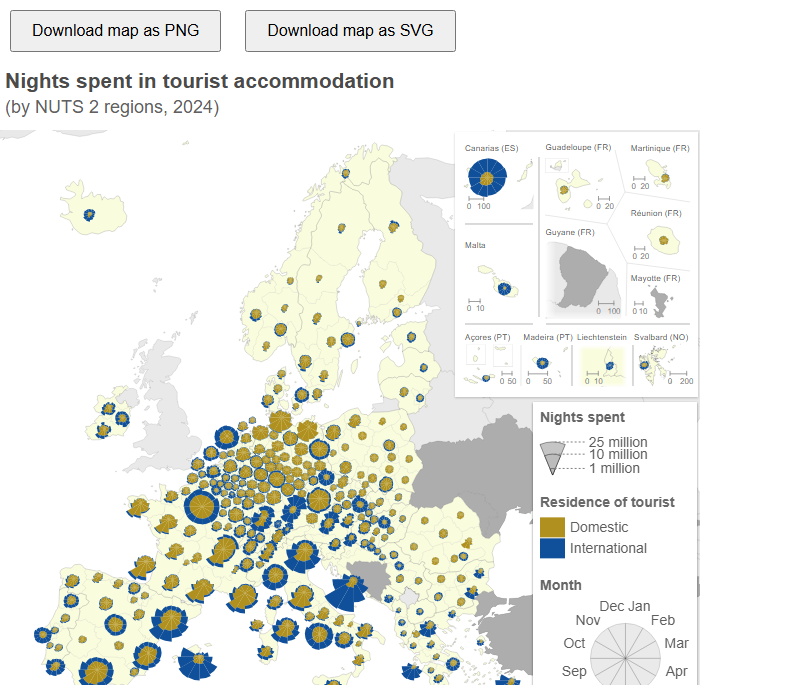 Download map as PNG
Download map as SVG
Nights spent in tourist accommodation
(by NUTS 2 regions, 2024)
Canarias (ES)
0 100
Guadeloupe (FR)
0 20
Martinique (FR)
0 20
Malta
0 10
Guyane (FR)
0 100
Réunion (FR)
0 20
Mayotte (FR)
0 10
Açores (PT)
0 50
Madeira (PT)
0 50
Liechtenstein
0 10
Svalbard (NO)
0 200
Nights spent
25 million
10 million
1 million
Residence of tourist
Domestic
International
Month
Dec Jan
Nov Feb
Oct Mar
Sep Apr